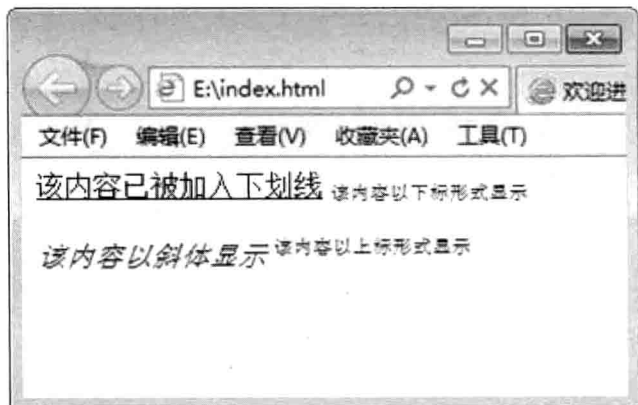 E:\index.html
欢迎进
文件(F) 编辑(E) 查看(V) 收藏夹(A) 工具(T)
该内容已被加入下划线 该内容以下标形式显示
该内容以斜体显示 该内容以上标形式显示